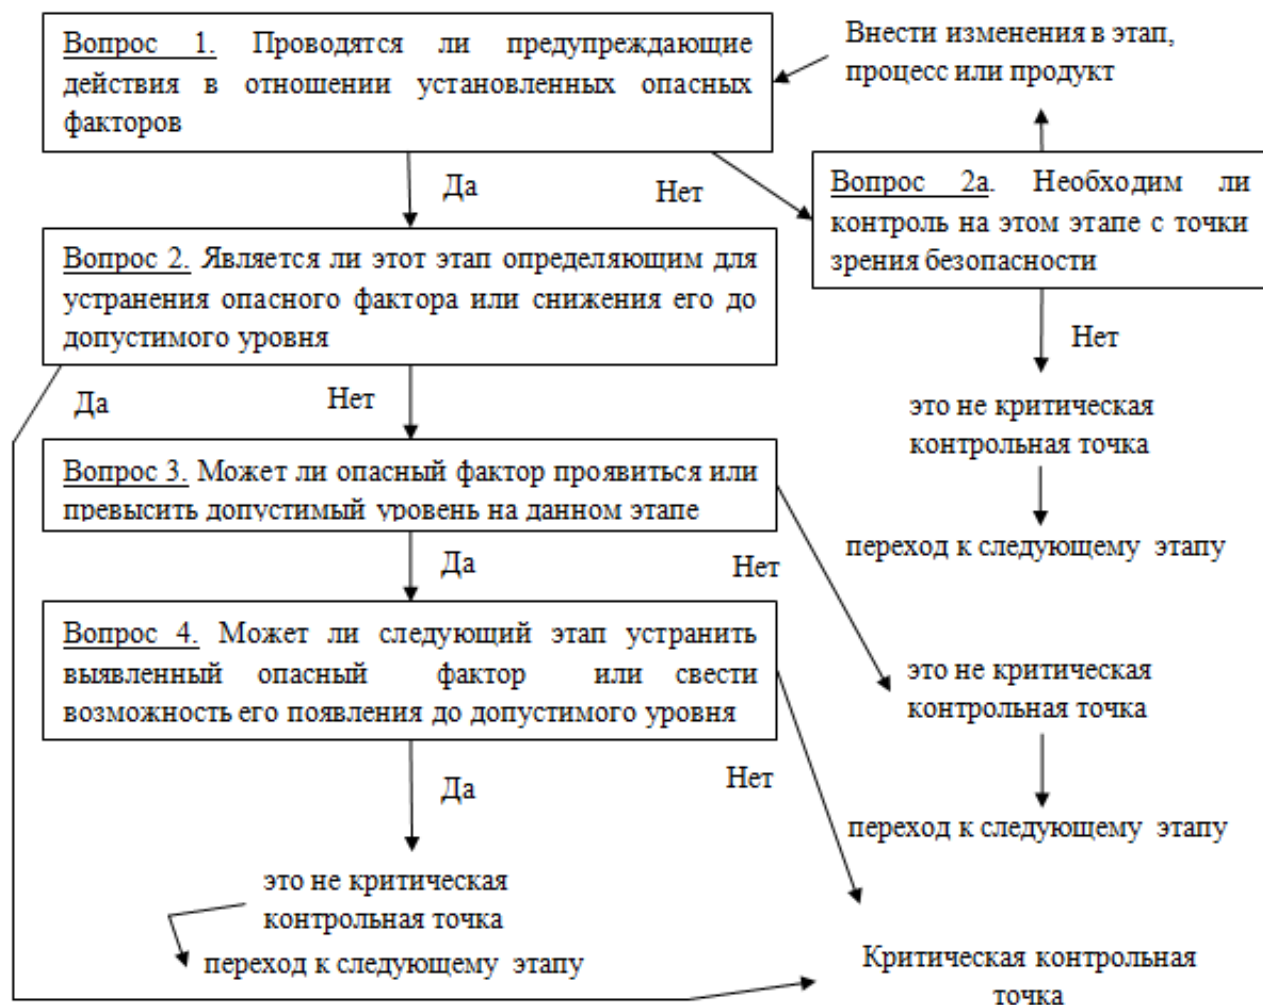 Вопрос 1. Проводятся ли предупреждающие
действия в отношении установленных опасных
факторов
Внести изменения в этап,
процесс или продукт
Да
Нет
Вопрос 2а. Необходим ли
контроль на этом этапе с точки
зрения безопасности
Вопрос 2. Является ли этот этап определяющим для
устранения опасного фактора или снижения его до
допустимого уровня
Нет
Да
Нет
это не критическая
контрольная точка
Вопрос 3. Может ли опасный фактор проявиться или
превысить допустимый уровень на данном этапе
переход к следующему этапу
Да
Нет
Вопрос 4. Может ли следующий этап устранить
выявленный опасный фактор или свести
возможность его появления до допустимого уровня
это не критическая
контрольная точка
Да
Нет
переход к следующему этапу
это не критическая
контрольная точка
переход к следующему этапу
Критическая контрольная
точка